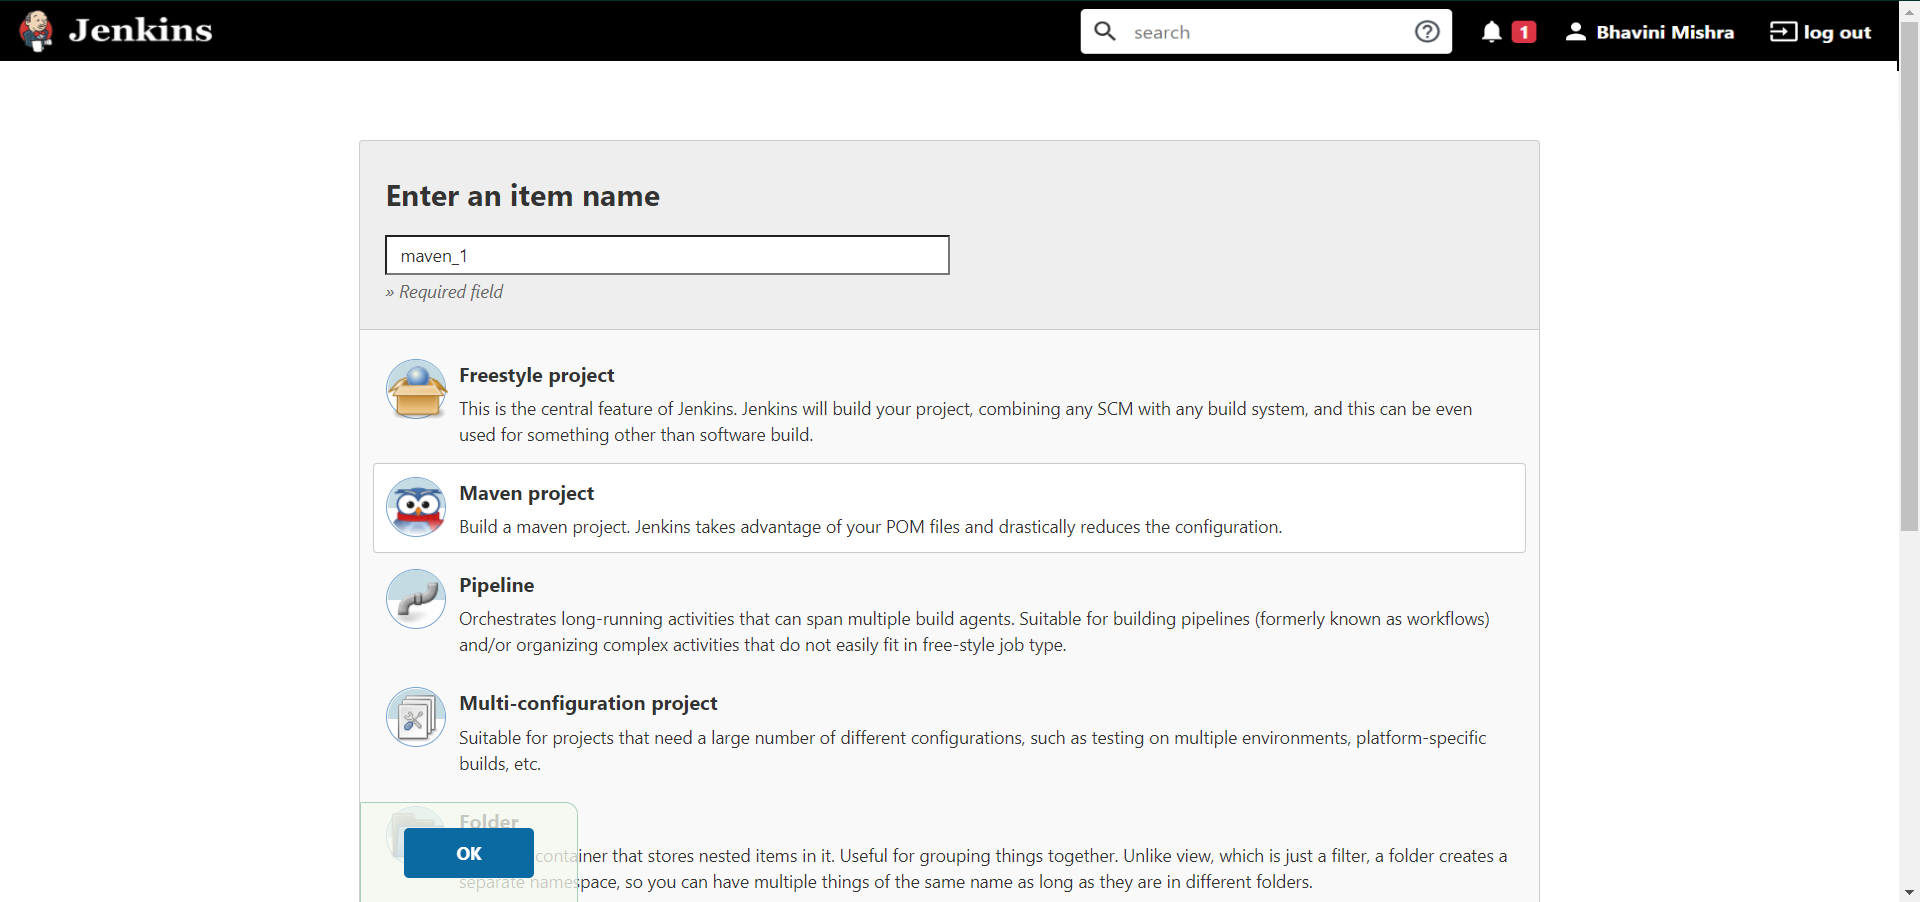 Jenkins
search
1
Bhavini Mishra
log out
Enter an item name
maven_1
» Required field
Freestyle project
This is the central feature of Jenkins. Jenkins will build your project, combining any SCM with any build system, and this can be even
used for something other than software build.
Maven project
Build a maven project. Jenkins takes advantage of your POM files and drastically reduces the configuration.
Pipeline
Orchestrates long-running activities that can span multiple build agents. Suitable for building pipelines (formerly known as workflows)
and/or organizing complex activities that do not easily fit in free-style job type.
Multi-configuration project
Suitable for projects that need a large number of different configurations, such as testing on multiple environments, platform-specific
builds, etc.
Folder
OK
container that stores nested items in it. Useful for grouping things together. Unlike view, which is just a filter, a folder creates a
separate namespace, so you can have multiple things of the same name as long as they are in different folders.